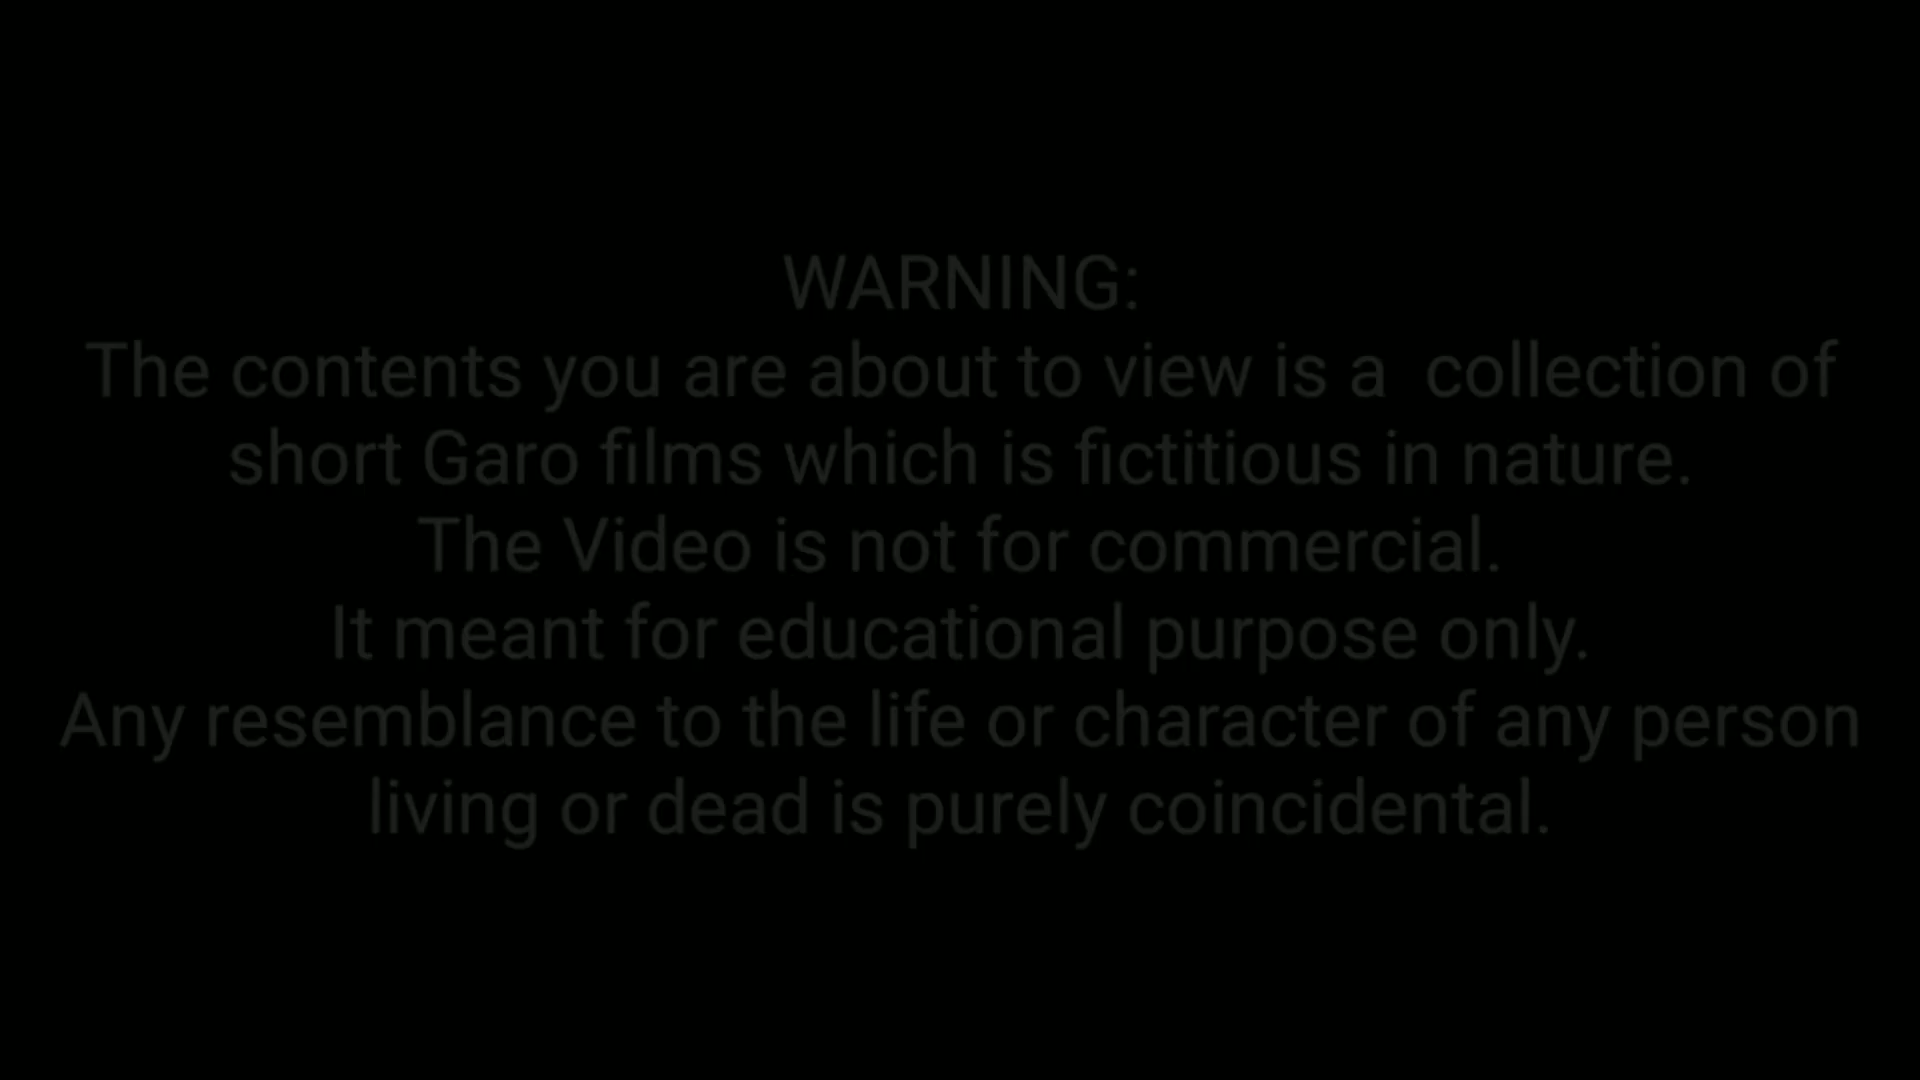 WARNING:
The contents you are about to view is a  collection of
short Garo films which is fictitious in nature.
The Video is not for commercial.
It meant for educational purpose only.
Any resemblance to the life or character of any person
living or dead is purely coincidental.